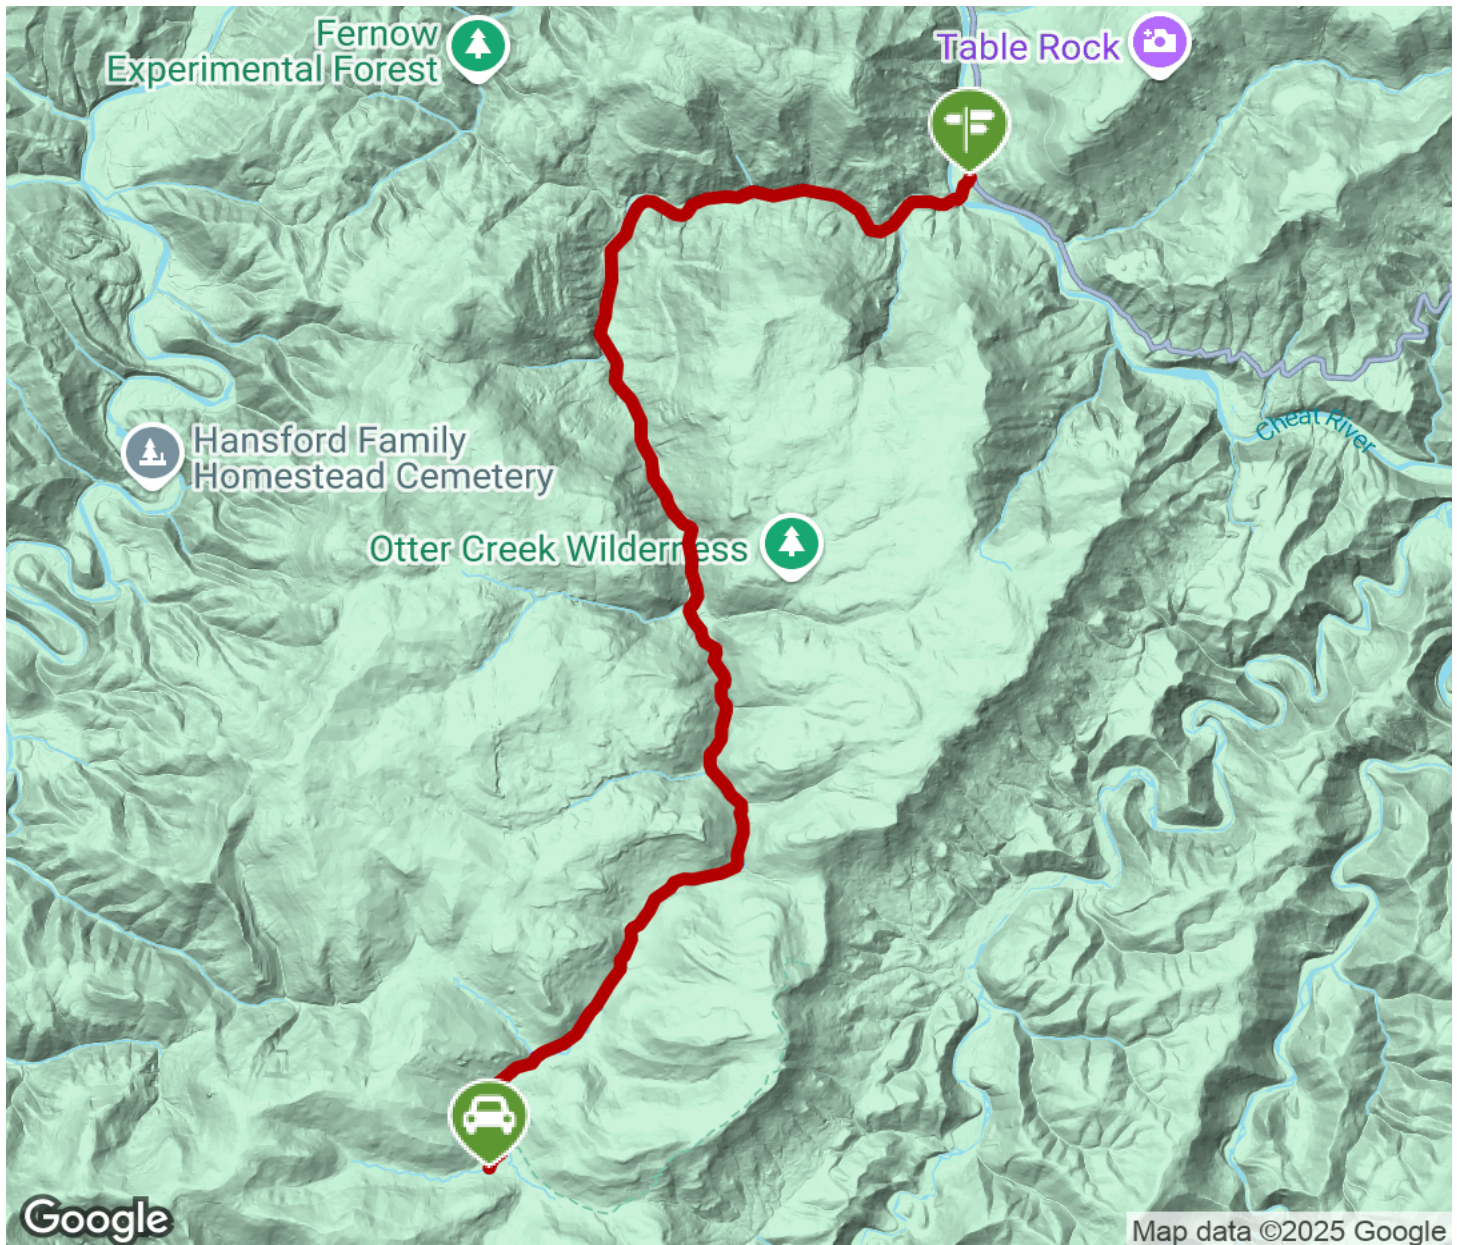 Fernow
Experimental Forest
Table Rock
Cheat River
Hansford Family
Homestead Cemetery
Otter Creek Wilderness
Google
Map data ©2025 Google